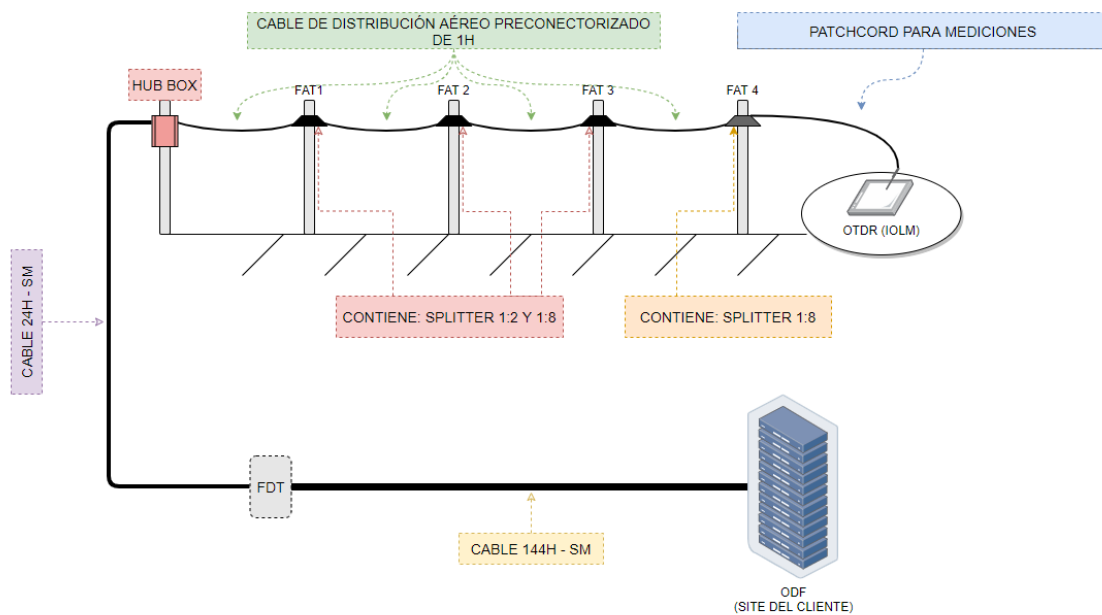 CABLE DE DISTRIBUCIÓN AÉREO PRECONECTORIZADO
DE 1H
PATCHCORD PARA MEDICIONES
HUB BOX
FAT1
FAT 2
FAT 3
FAT 4
OTDR (IOLM)
CABLE 24H - SM
CONTIENE: SPLITTER 1:2 Y 1:8
CONTIENE: SPLITTER 1:8
FDT
CABLE 144H - SM
ODF
(SITE DEL CLIENTE)